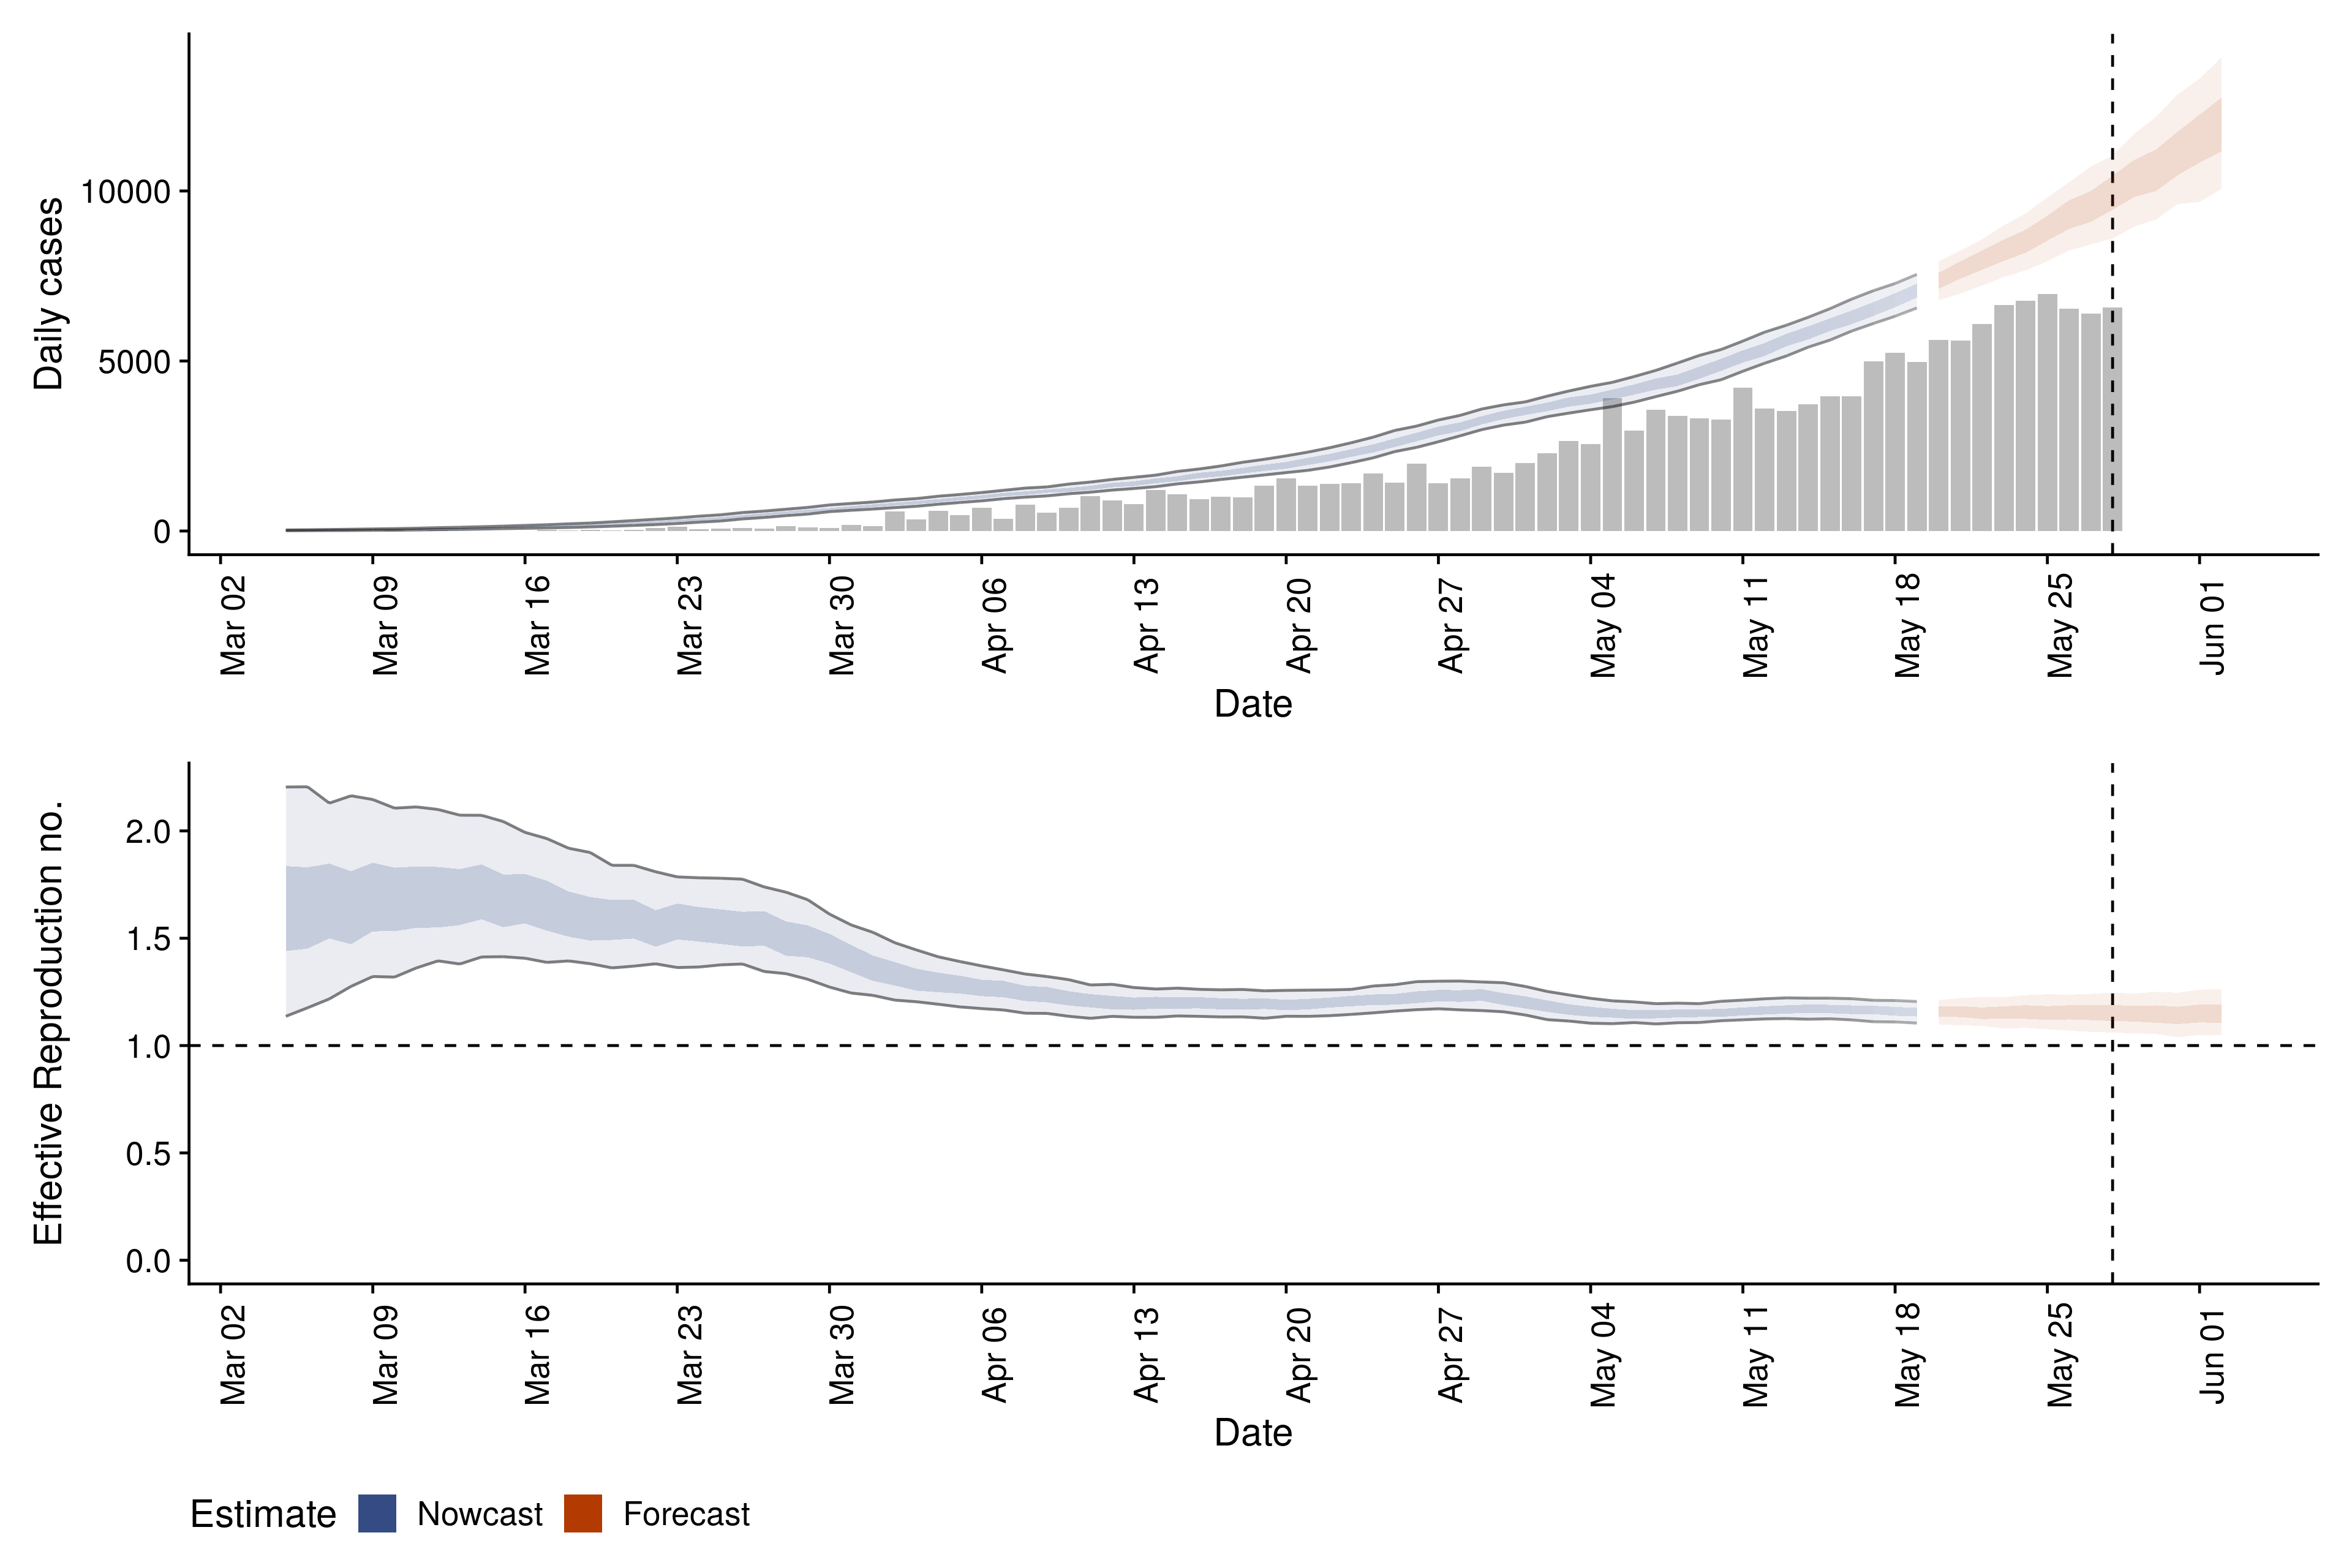 Daily cases
10000
5000
0
Mar 02
Mar 09
Mar 16
Mar 23
Mar 30
Apr 06
Apr 13
Apr 20
Apr 27
May 04
May 11
May 18
May 25
Jun 01
Date
Effective Reproduction no.
2.0
1.5
1.0
0.5
0.0
Mar 02
Mar 09
Mar 16
Mar 23
Mar 30
Apr 06
Apr 13
Apr 20
Apr 27
May 04
May 11
May 18
May 25
Jun 01
Date
Estimate Nowcast Forecast